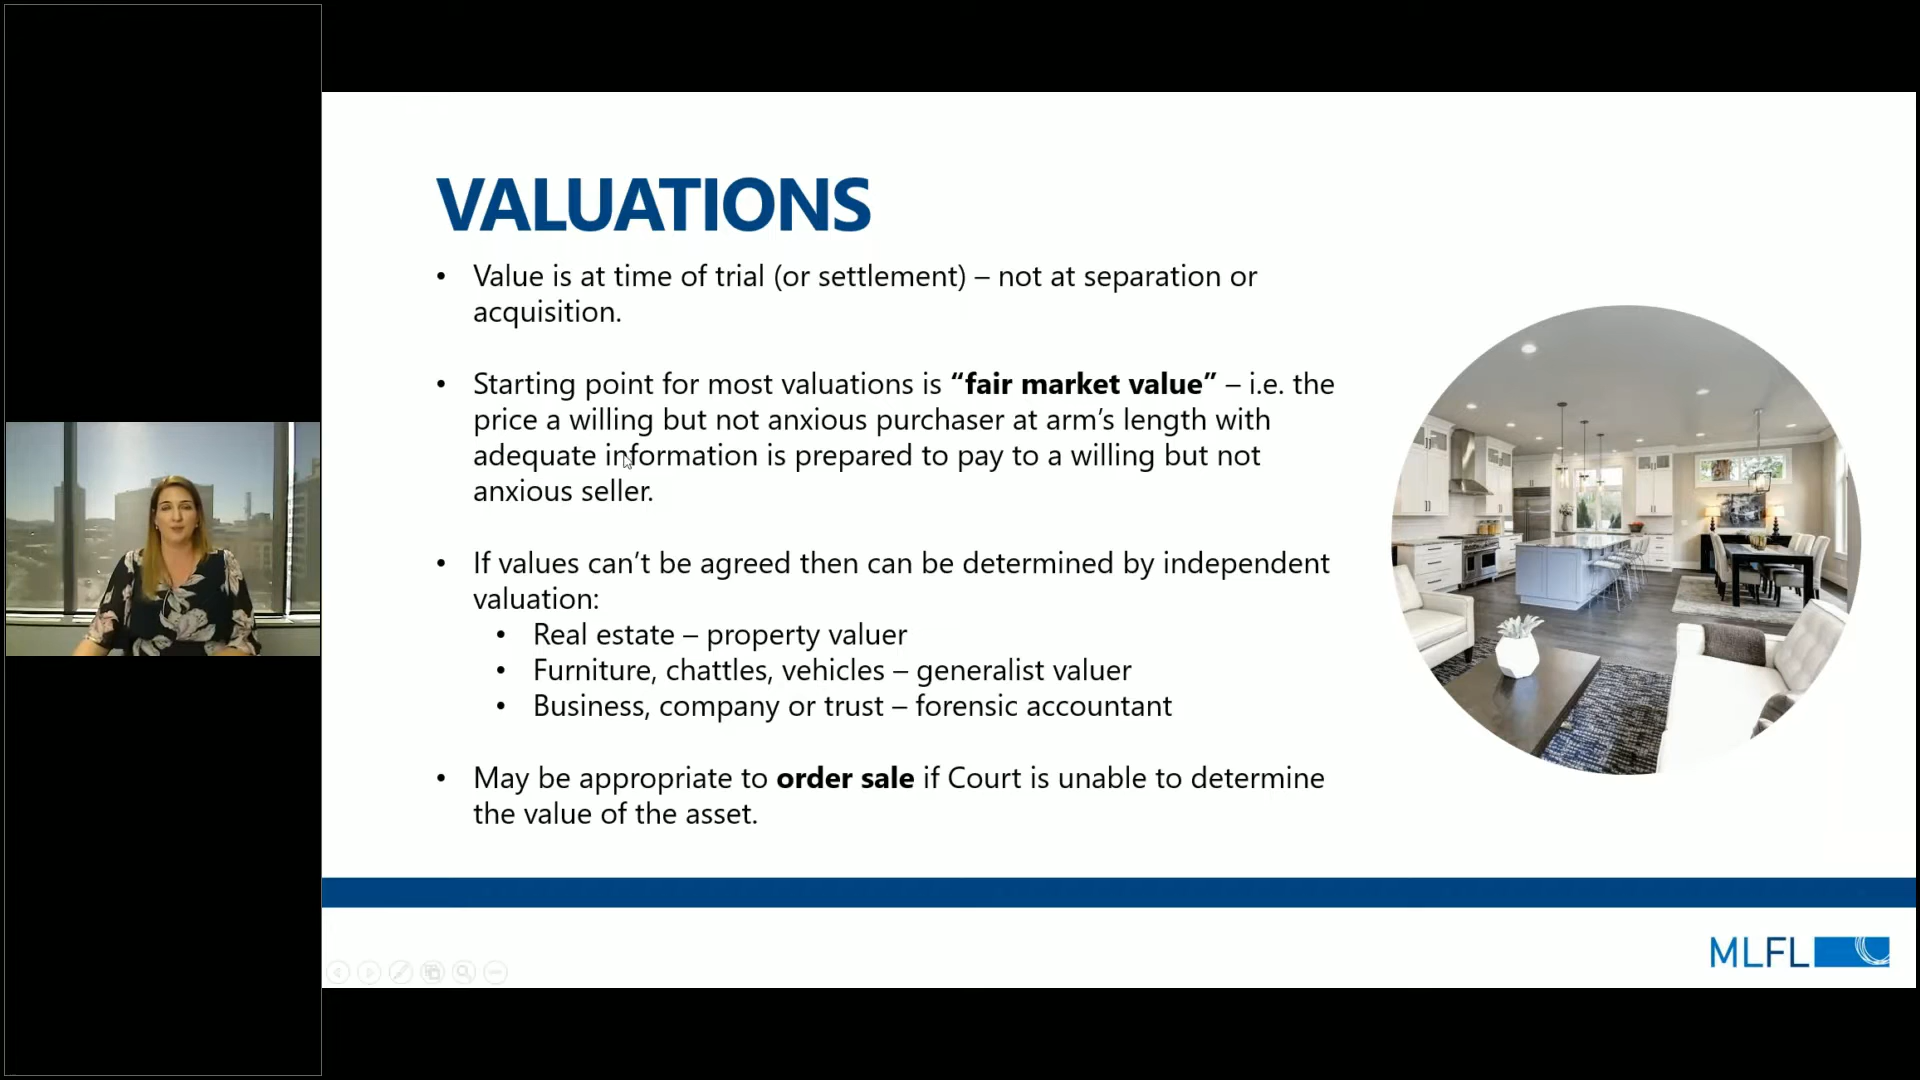 VALUATIONS
• Value is at time of trial (or settlement) – not at separation or
acquisition.
• Starting point for most valuations is “fair market value” – i.e. the
price a willing but not anxious purchaser at arm’s length with
adequate information is prepared to pay to a willing but not
anxious seller.
• If values can’t be agreed then can be determined by independent
valuation:
• Real estate – property valuer
• Furniture, chattles, vehicles – generalist valuer
• Business, company or trust – forensic accountant
• May be appropriate to order sale if Court is unable to determine
the value of the asset.
MLFL